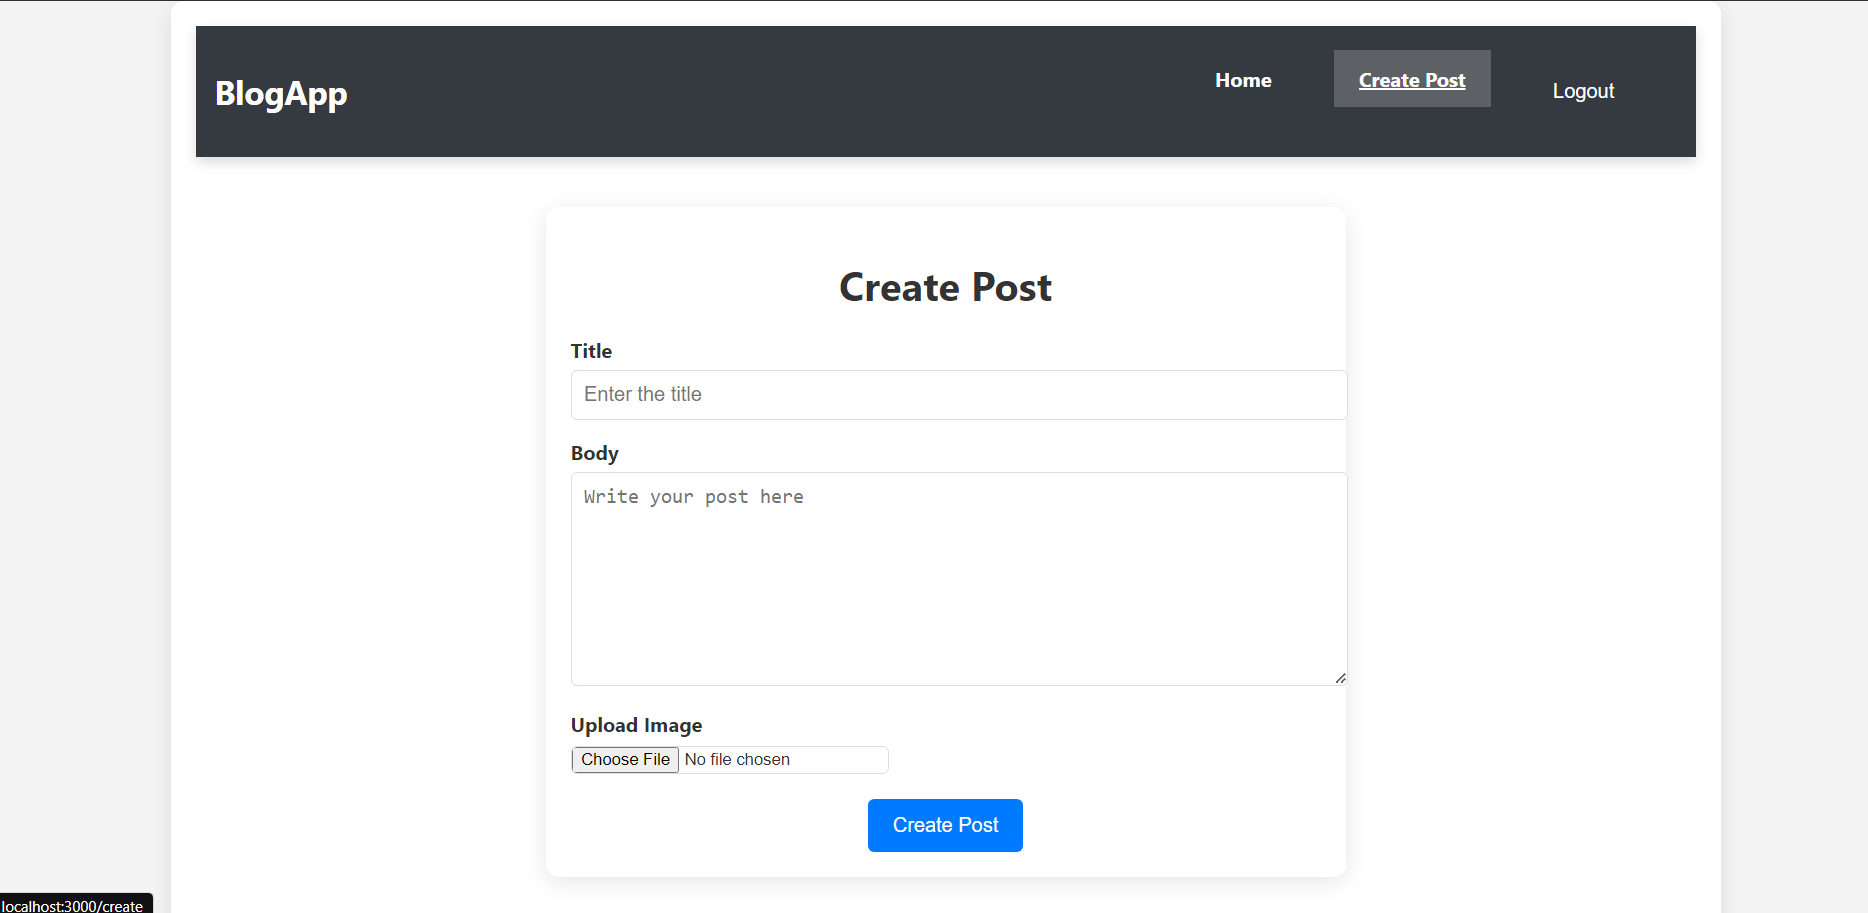 BlogApp
Home
Create Post
Logout
Create Post
Title
Enter the title
Body
Write your post here
Upload Image
Choose File No file chosen
Create Post
localhost:3000/create